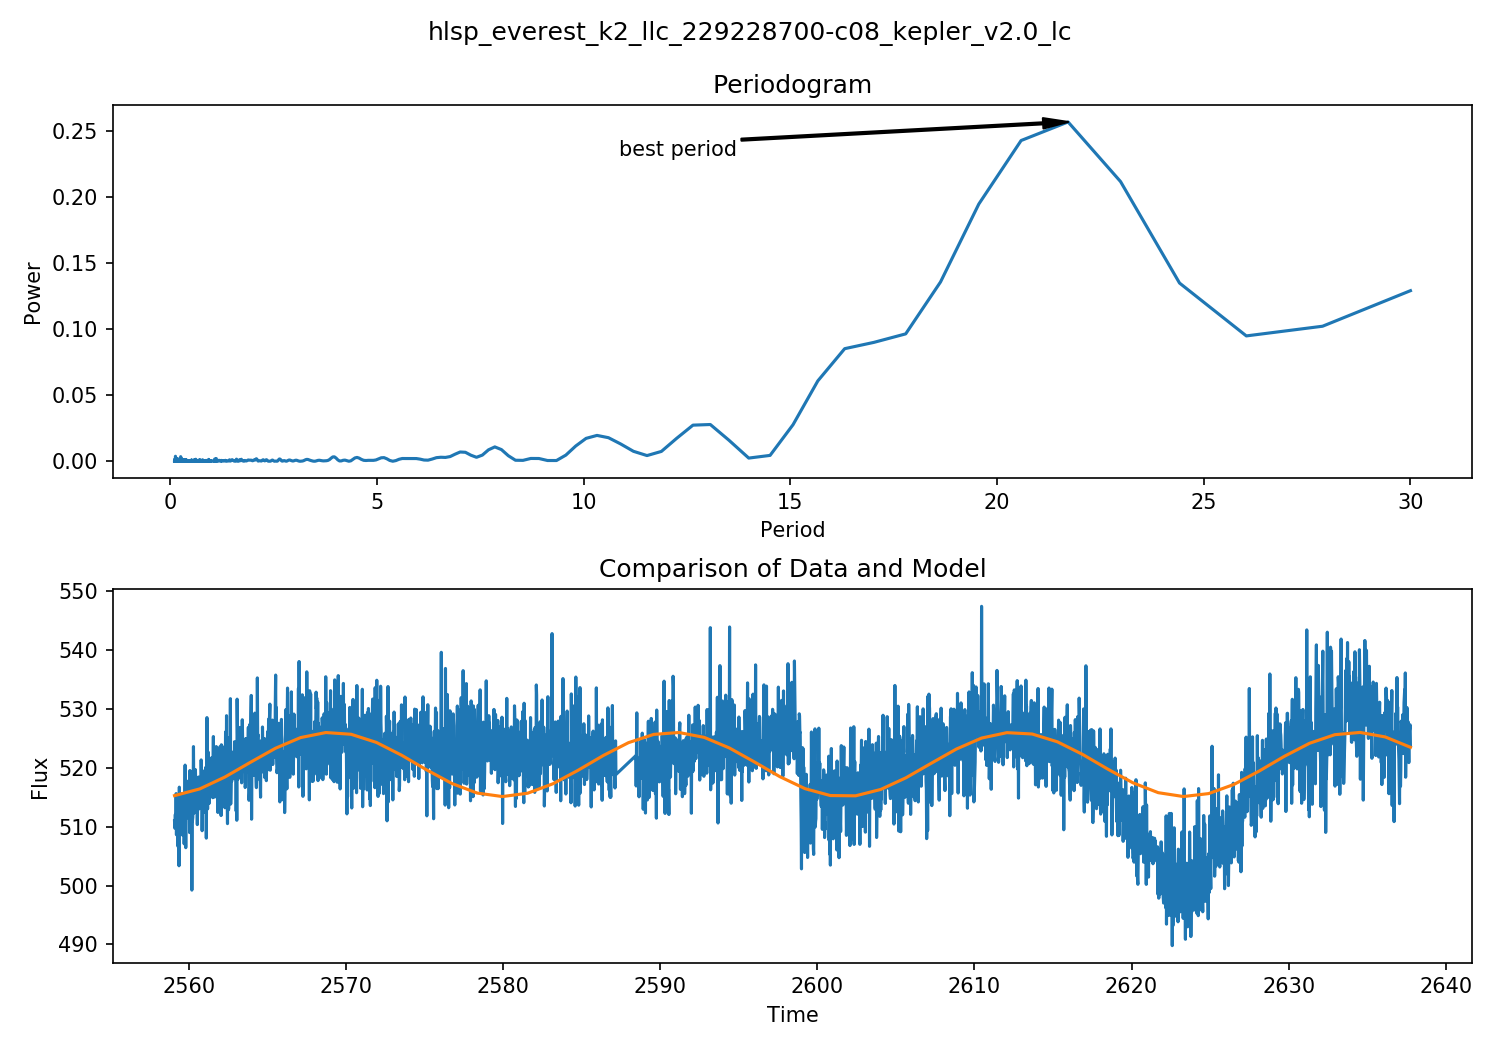 hlsp_everest_k2_llc_229228700-c08_kepler_v2.0_lc
Periodogram
0.25
0.20
0.15
0.10
0.05
0.00
Power
best period
0 5 10 15 20 25 30
Period
Comparison of Data and Model
550
540
530
520
510
500
490
Flux
2560 2570 2580 2590 2600 2610 2620 2630 2640
Time